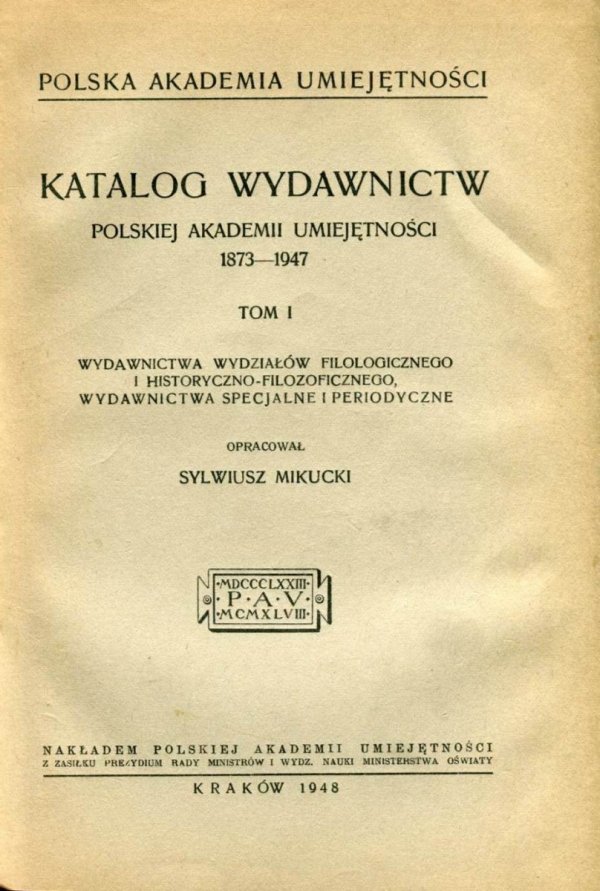 POLSKA AKADEMIA UMIEJĘTNOŚCI
KATALOG WYDAWNICTW
POLSKIEJ AKADEMII UMIEJĘTNOŚCI
1873—1947
TOM I
WYDAWNICTWA WYDZIAŁÓW FILOLOGICZNEGO
I HISTORYCZNO-FILOZOFICZNEGO,
WYDAWNICTWA SPECJALNE I PERIODYCZNE
OPRACOWAŁ
SYLWIUSZ MIKUCKI
·MDCCCLXXIII·
·P·A·V·
·MCMXLVIII·
NAKŁADEM POLSKIEJ AKADEMII UMIEJĘTNOŚCI
Z ZASIŁKU PREZYDIUM RADY MINISTRÓW I WYDZ. NAUKI MINISTERSTWA OŚWIATY
KRAKÓW 1948